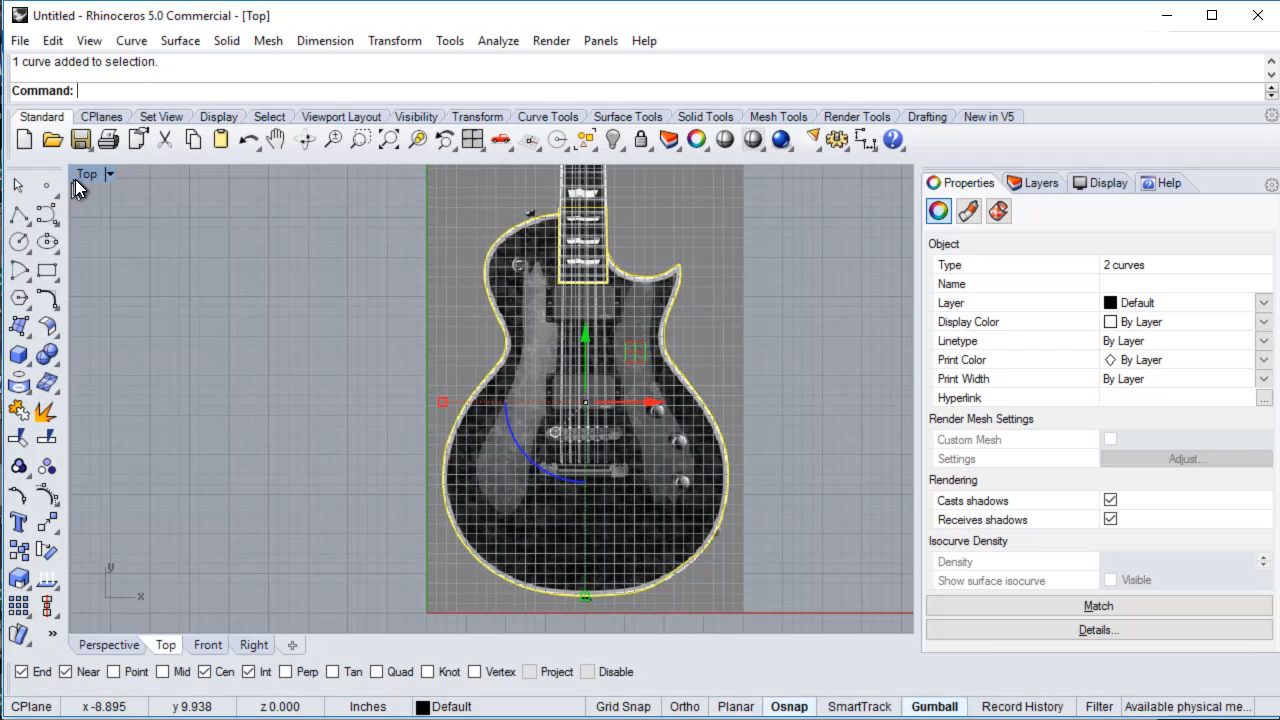 Untitled - Rhinoceros 5.0 Commercial - [Top]
File Edit View Curve Surface Solid Mesh Dimension Transform Tools Analyze Render Panels Help
1 curve added to selection.
Command:
Standard CPlanes Set View Display Select Viewport Layout Visibility Transform Curve Tools Surface Tools Solid Tools Mesh Tools Render Tools Drafting New in V5
Top
Properties Layers Display Help
Object
Type 2 curves
Name
Layer Default
Display Color By Layer
Linetype By Layer
Print Color By Layer
Print Width By Layer
Hyperlink ...
Render Mesh Settings
Custom Mesh
Settings Adjust...
Rendering
Casts shadows
Receives shadows
Isocurve Density
Density
Show surface isocurve Visible
Match
Details...
y
x
Perspective Top Front Right
End Near Point Mid Cen Int Perp Tan Quad Knot Vertex Project Disable
CPlane x -8.895 y 9.938 z 0.000 Inches Default Grid Snap Ortho Planar Osnap SmartTrack Gumball Record History Filter Available physical me...